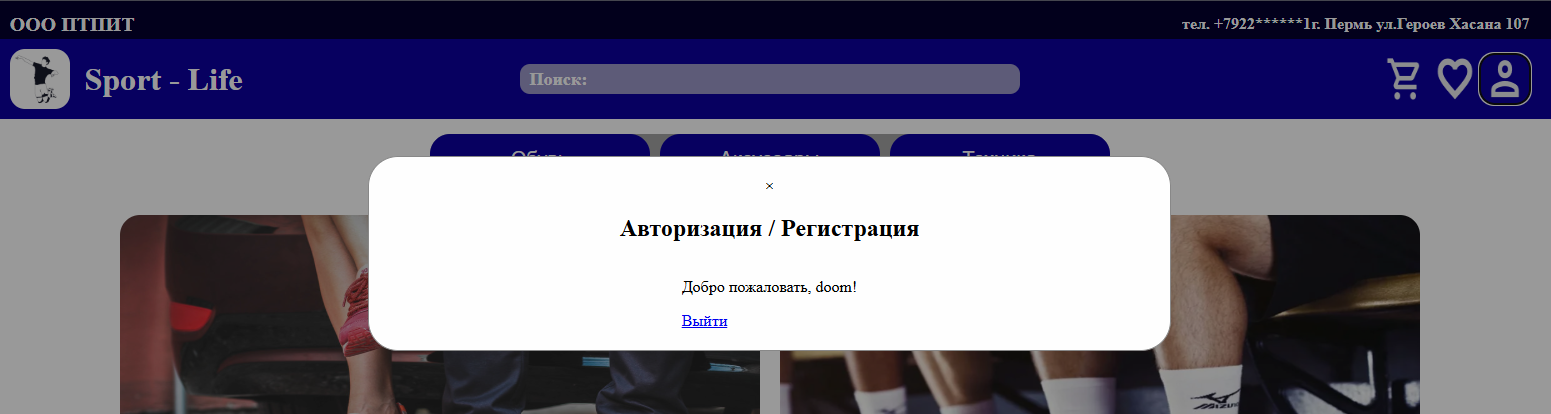 ООО ПТПИТ
тел. +7922******1г. Пермь ул.Героев Хасана 107
Sport - Life
Поиск:
×
Авторизация / Регистрация
Добро пожаловать, doom!
Выйти
MIZUNO